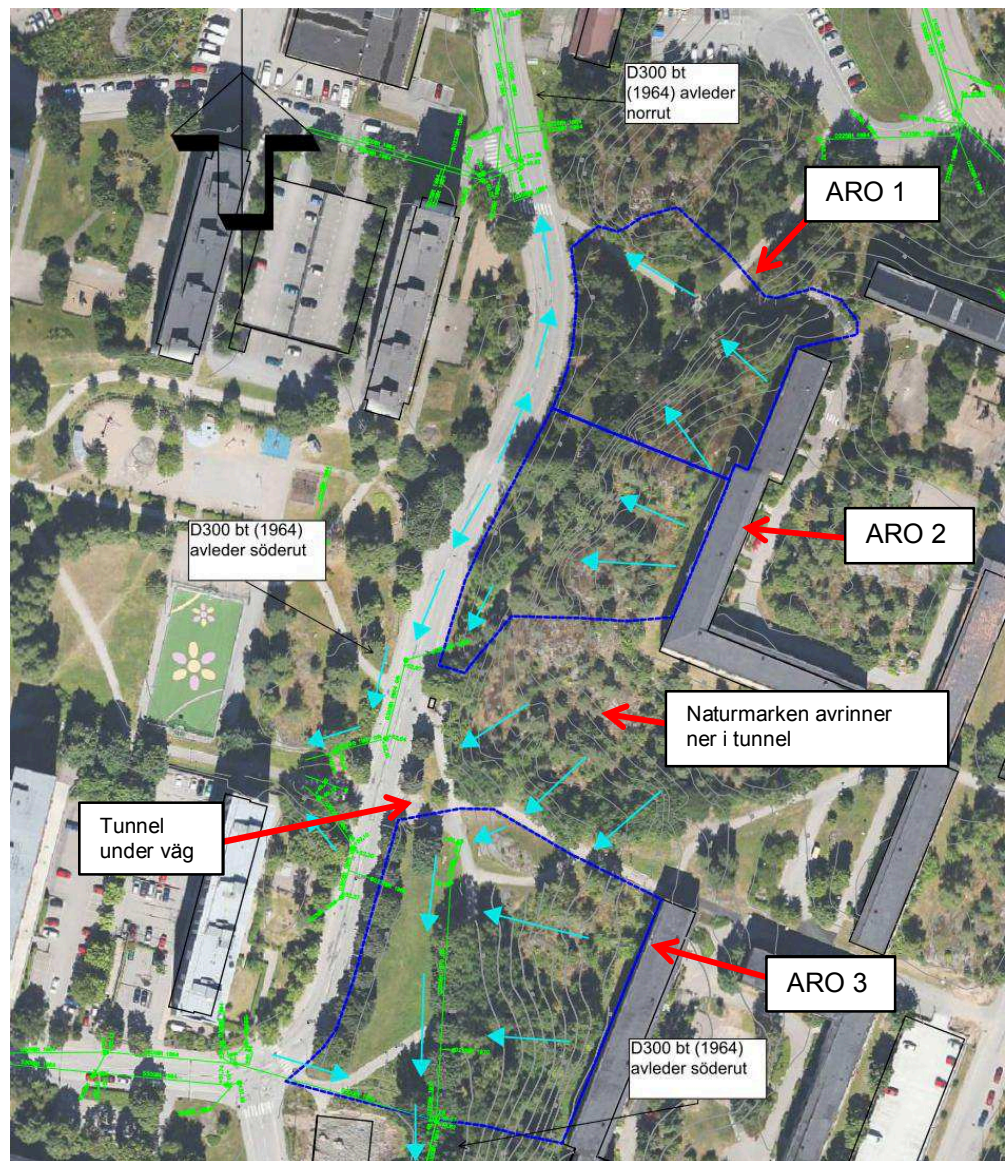 D300 bt
(1964) avleder
norrut
ARO 1
ARO 2
D300 bt (1964)
avleder söderut
Naturmarken avrinner
ner i tunnel
Tunnel
under väg
ARO 3
D300 bt (1964)
avleder söderut